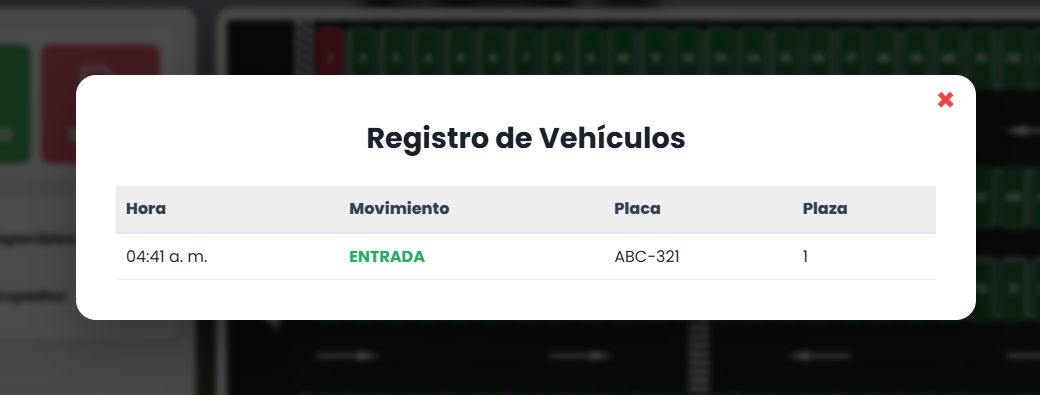 ✖
Registro de Vehículos
Hora Movimiento Placa Plaza
04:41 a. m. ENTRADA ABC-321 1